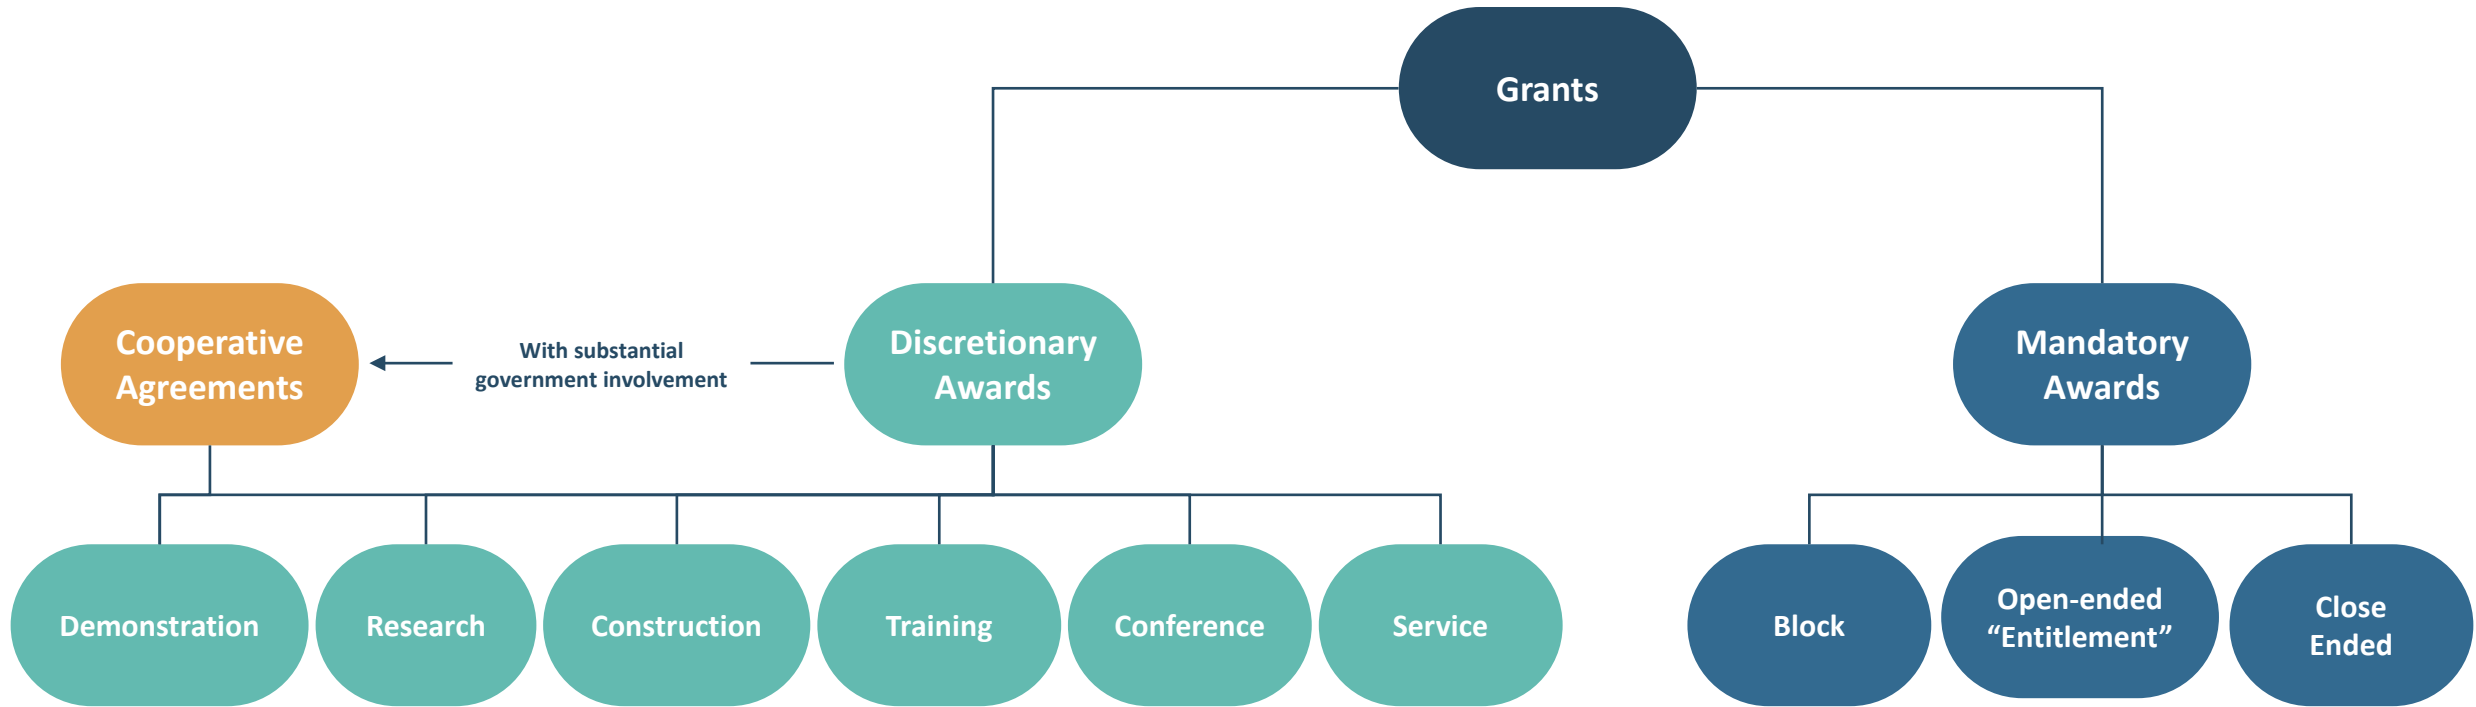 Grants
Cooperative
Agreements
With substantial
government involvement
Discretionary
Awards
Mandatory
Awards
Demonstration
Research
Construction
Training
Conference
Service
Block
Open-ended
“Entitlement”
Close
Ended